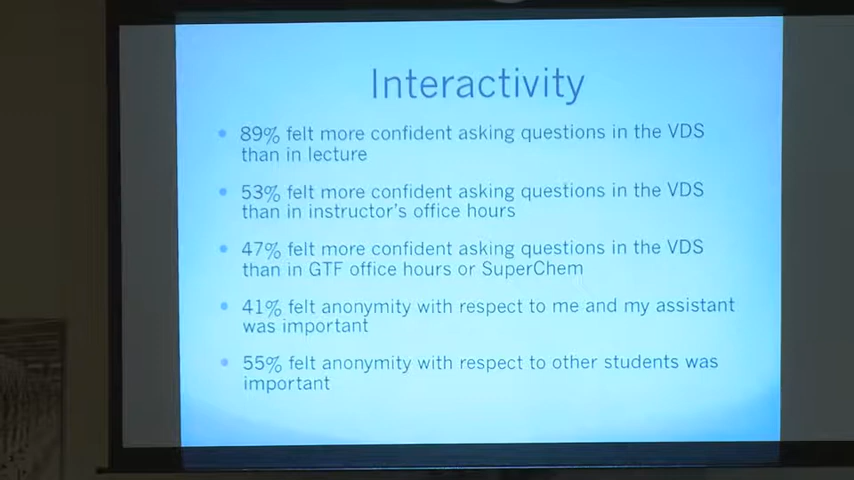 Interactivity
• 89% felt more confident asking questions in the VDS
than in lecture
• 53% felt more confident asking questions in the VDS
than in instructor's office hours
• 47% felt more confident asking questions in the VDS
than in GTF office hours or SuperChem
• 41% felt anonymity with respect to me and my assistant
was important
• 55% felt anonymity with respect to other students was
important